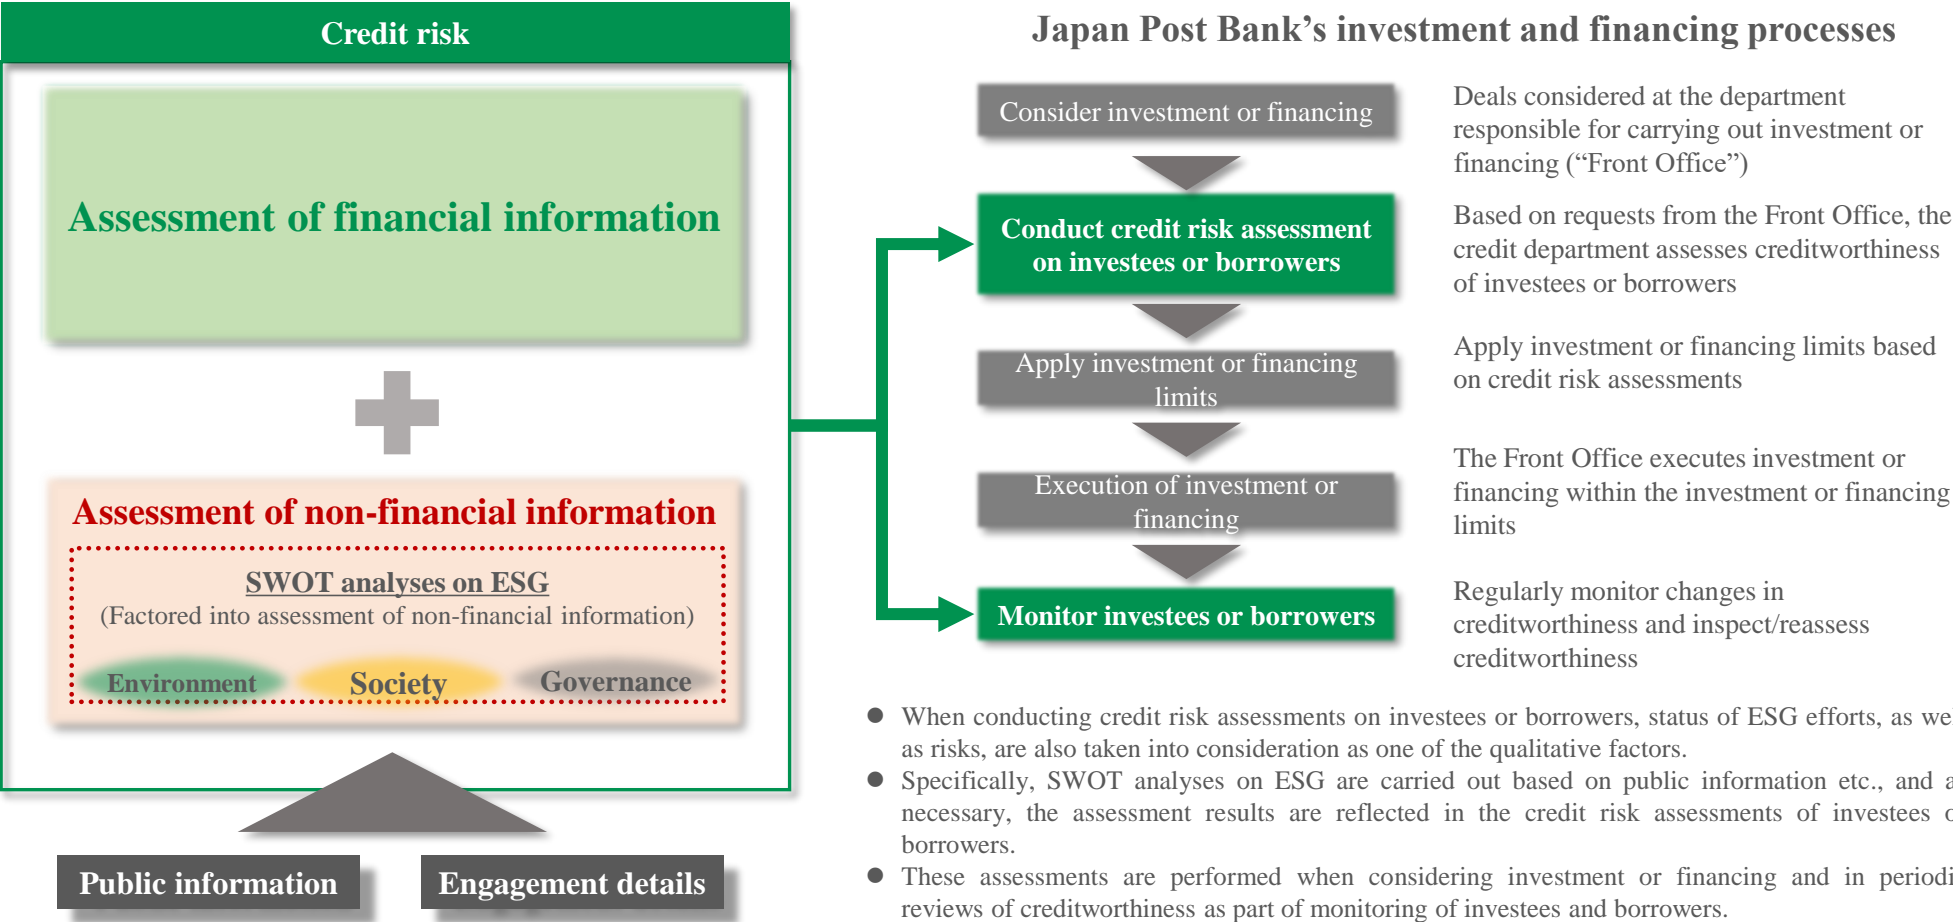 Credit risk
Assessment of financial information
Assessment of non-financial information
SWOT analyses on ESG
(Factored into assessment of non-financial information)
Environment
Society
Governance
Public information
Engagement details
Japan Post Bank’s investment and financing processes
Consider investment or financing
Deals considered at the department
responsible for carrying out investment or
financing (“Front Office”)
Conduct credit risk assessment
on investees or borrowers
Based on requests from the Front Office, the
credit department assesses creditworthiness
of investees or borrowers
Apply investment or financing
limits
Apply investment or financing limits based
on credit risk assessments
Execution of investment or
financing
The Front Office executes investment or
financing within the investment or financing
limits
Monitor investees or borrowers
Regularly monitor changes in
creditworthiness and inspect/reassess
creditworthiness
● When conducting credit risk assessments on investees or borrowers, status of ESG efforts, as
as risks, are also taken into consideration as one of the qualitative factors.
● Specifically, SWOT analyses on ESG are carried out based on public information etc., and
necessary, the assessment results are reflected in the credit risk assessments of investees
borrowers.
● These assessments are performed when considering investment or financing and in
reviews of creditworthiness as part of monitoring of investees and borrowers.